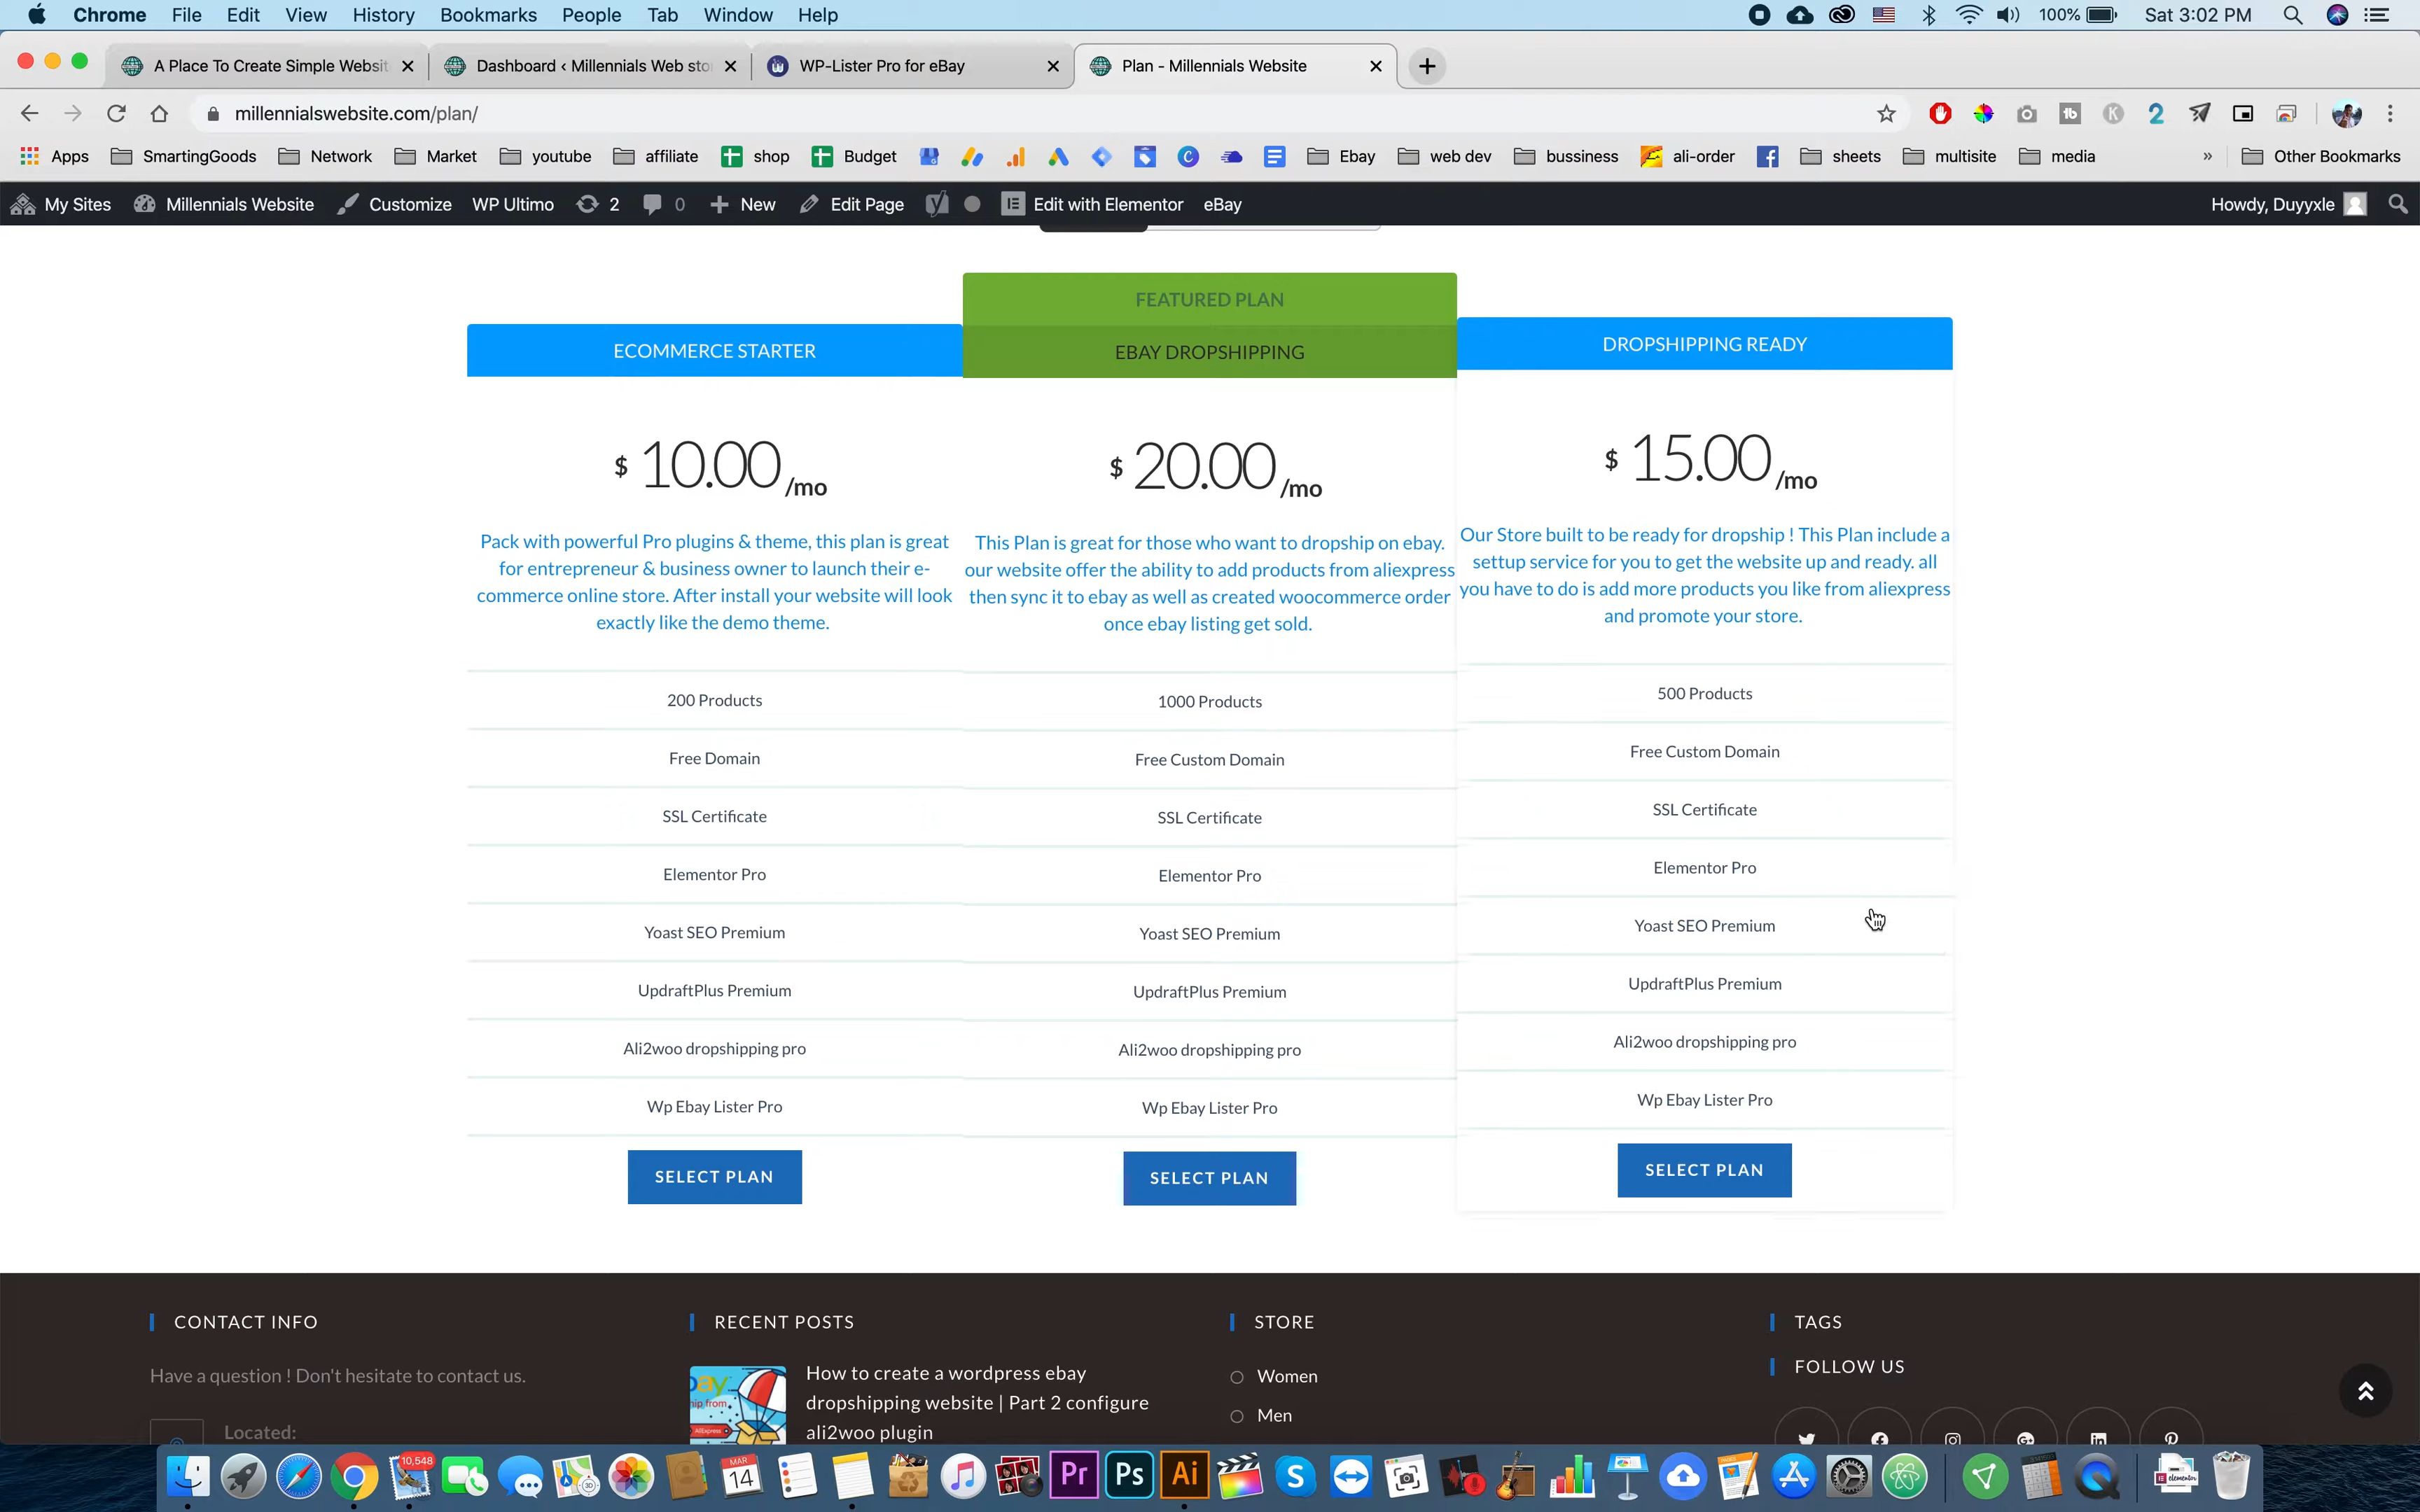 Chrome File Edit View History Bookmarks People Tab Window Help 100% Sat 3:02 PM
A Place To Create Simple Websit Dashboard ‹ Millennials Web sto WP-Lister Pro for eBay Plan - Millennials Website
millennialswebsite.com/plan/
Apps SmartingGoods Network Market youtube affiliate shop Budget Ebay web dev bussiness ali-order sheets multisite media » Other Bookmarks
My Sites Millennials Website Customize WP Ultimo 2 0 New Edit Page Edit with Elementor eBay Howdy, Duyyxle
FEATURED PLAN
ECOMMERCE STARTER
EBAY DROPSHIPPING
DROPSHIPPING READY
$ 10.00 /mo
$ 20.00 /mo
$ 15.00 /mo
Pack with powerful Pro plugins & theme, this plan is great
for entrepreneur & business owner to launch their e-
commerce online store. After install your website will look
exactly like the demo theme.
This Plan is great for those who want to dropship on ebay.
our website offer the ability to add products from aliexpress
then sync it to ebay as well as created woocommerce order
once ebay listing get sold.
Our Store built to be ready for dropship ! This Plan include a
settup service for you to get the website up and ready. all
you have to do is add more products you like from aliexpress
and promote your store.
200 Products
1000 Products
500 Products
Free Domain
Free Custom Domain
Free Custom Domain
SSL Certificate
SSL Certificate
SSL Certificate
Elementor Pro
Elementor Pro
Elementor Pro
Yoast SEO Premium
Yoast SEO Premium
Yoast SEO Premium
UpdraftPlus Premium
UpdraftPlus Premium
UpdraftPlus Premium
Ali2woo dropshipping pro
Ali2woo dropshipping pro
Ali2woo dropshipping pro
Wp Ebay Lister Pro
Wp Ebay Lister Pro
Wp Ebay Lister Pro
SELECT PLAN
SELECT PLAN
SELECT PLAN
CONTACT INFO
Have a question ! Don't hesitate to contact us.
Located:
RECENT POSTS
How to create a wordpress ebay
dropshipping website | Part 2 configure
ali2woo plugin
STORE
Women
Men
TAGS
FOLLOW US
10,548
MAR
14
Pr Ps Ai